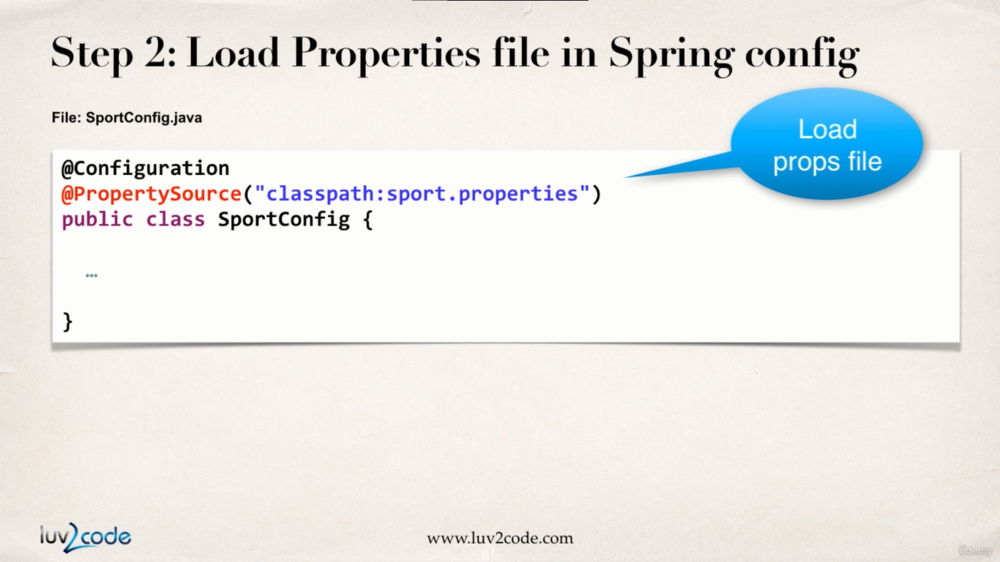 Step 2: Load Properties file in Spring config
File: SportConfig.java
Load
props file
@Configuration
@PropertySource("classpath:sport.properties")
public class SportConfig {
…
}
luv2code
www.luv2code.com
ûdemy